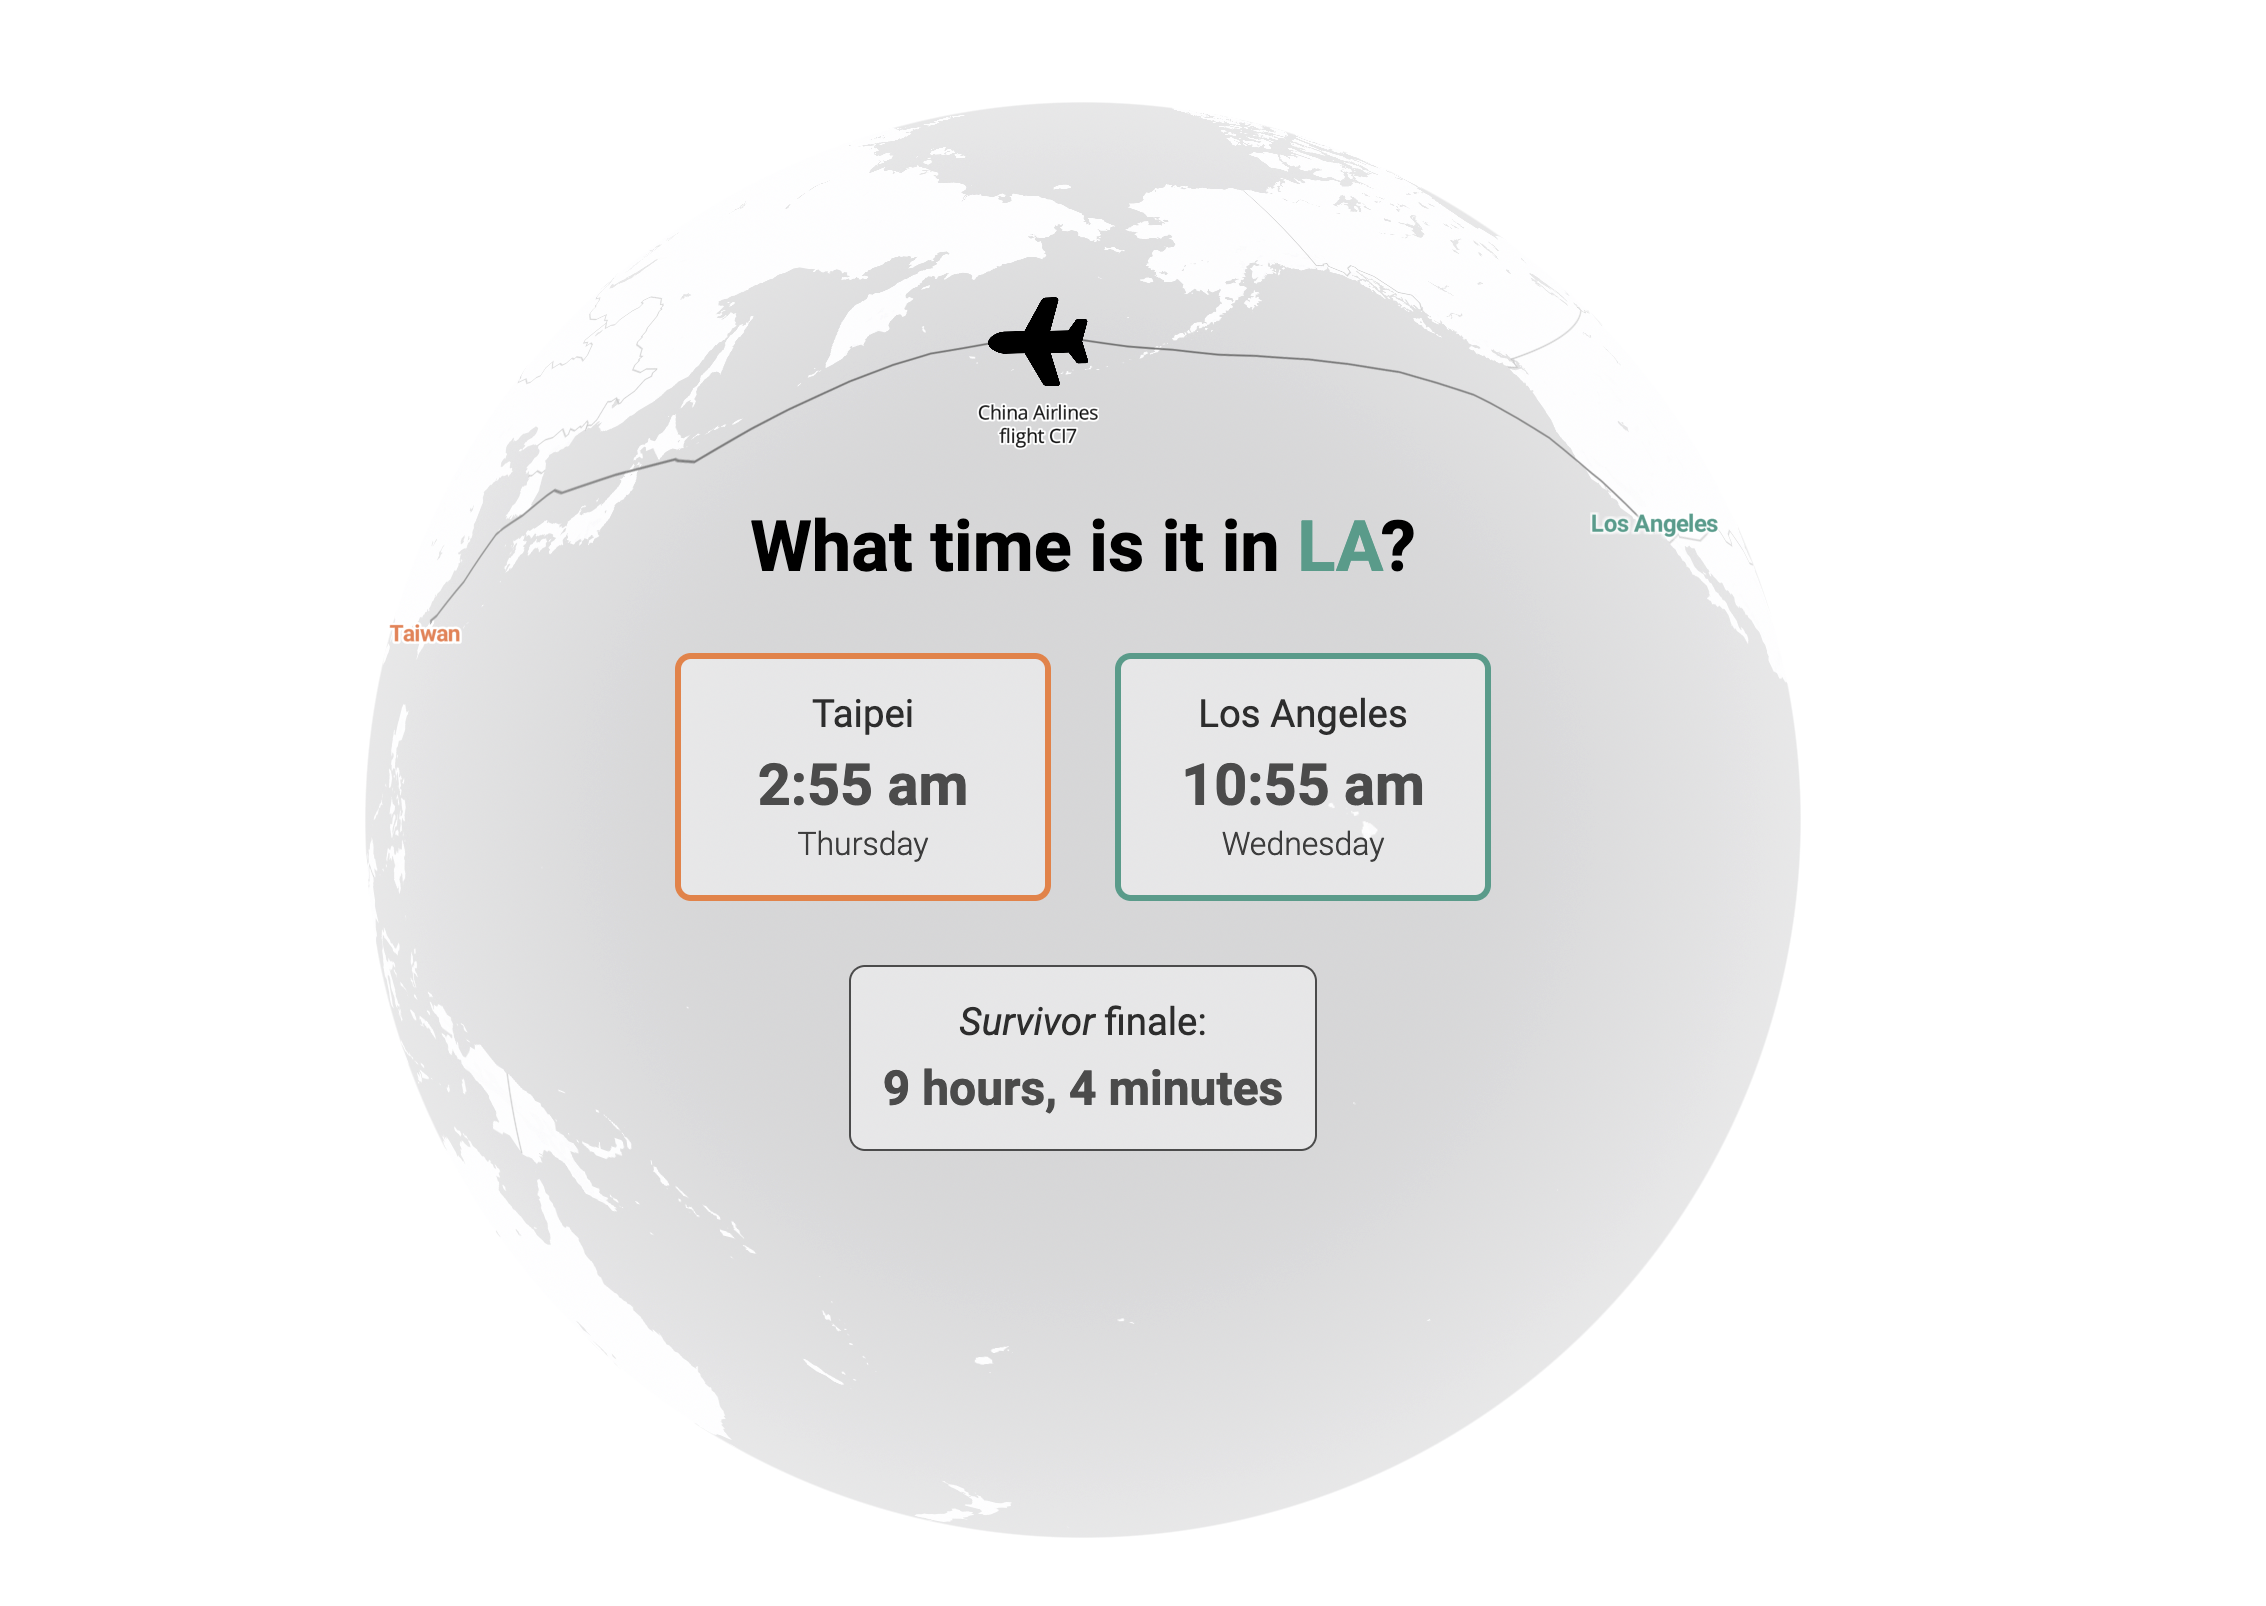 China Airlines
flight CI7
What time is it in LA?
Los Angeles
Taiwan
Taipei
2:55 am
Thursday
Los Angeles
10:55 am
Wednesday
Survivor finale:
9 hours, 4 minutes